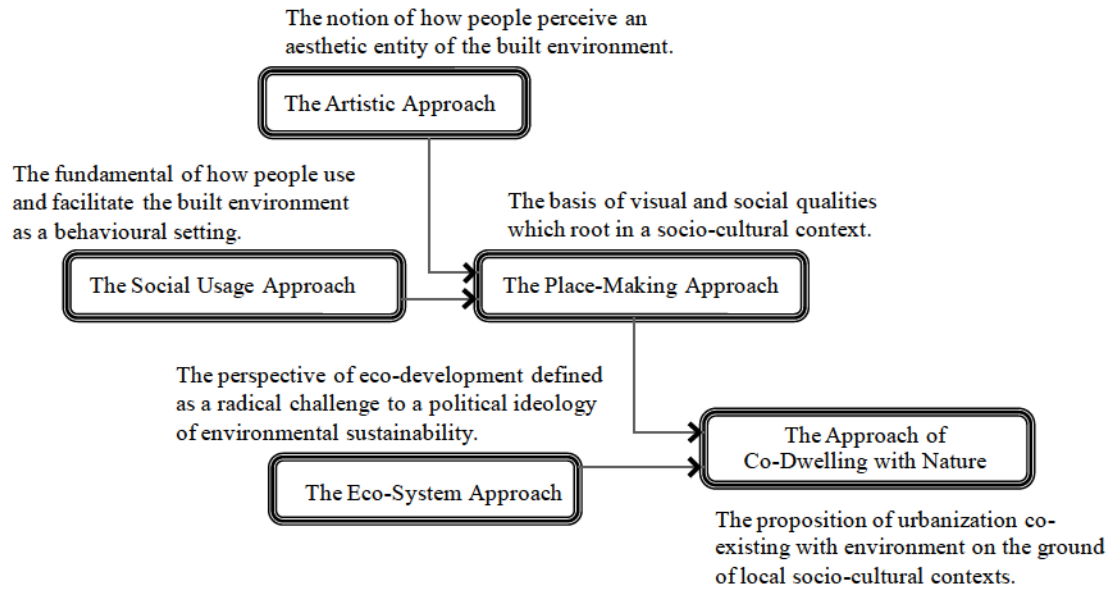 The notion of how people perceive an
aesthetic entity of the built environment.
The Artistic Approach
The fundamental of how people use
and facilitate the built environment
as a behavioural setting.
The Social Usage Approach
The basis of visual and social qualities
which root in a socio-cultural context.
The Place-Making Approach
The perspective of eco-development defined
as a radical challenge to a political ideology
of environmental sustainability.
The Eco-System Approach
The Approach of
Co-Dwelling with Nature
The proposition of urbanization co-
existing with environment on the ground
of local socio-cultural contexts.